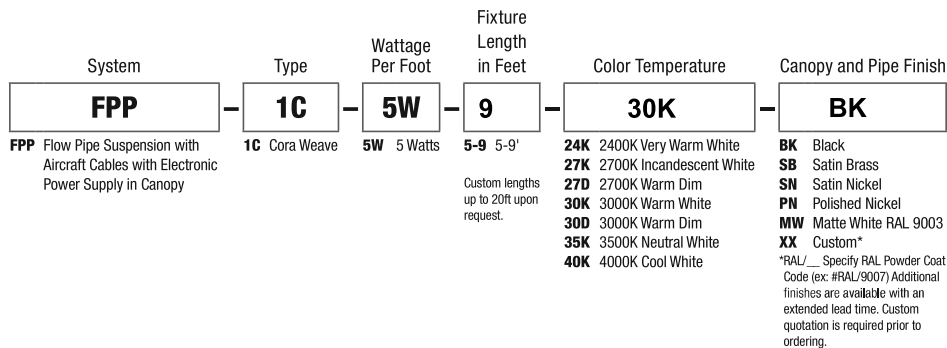 System
Type
Wattage
Per Foot
Fixture
Length
in Feet
Color Temperature
Canopy and Pipe Finish
FPP – 1C – 5W – 9 – 30K – BK
FPP Flow Pipe Suspension with
Aircraft Cables with Electronic
Power Supply in Canopy
1C Cora Weave
5W 5 Watts
5-9 5-9'
Custom lengths
up to 20ft upon
request.
24K 2400K Very Warm White
27K 2700K Incandescent White
27D 2700K Warm Dim
30K 3000K Warm White
30D 3000K Warm Dim
35K 3500K Neutral White
40K 4000K Cool White
BK Black
SB Satin Brass
SN Satin Nickel
PN Polished Nickel
MW Matte White RAL 9003
XX Custom*
*RAL/__ Specify RAL Powder Coat
Code (ex: #RAL/9007) Additional
finishes are available with an
extended lead time. Custom
quotation is required prior to
ordering.